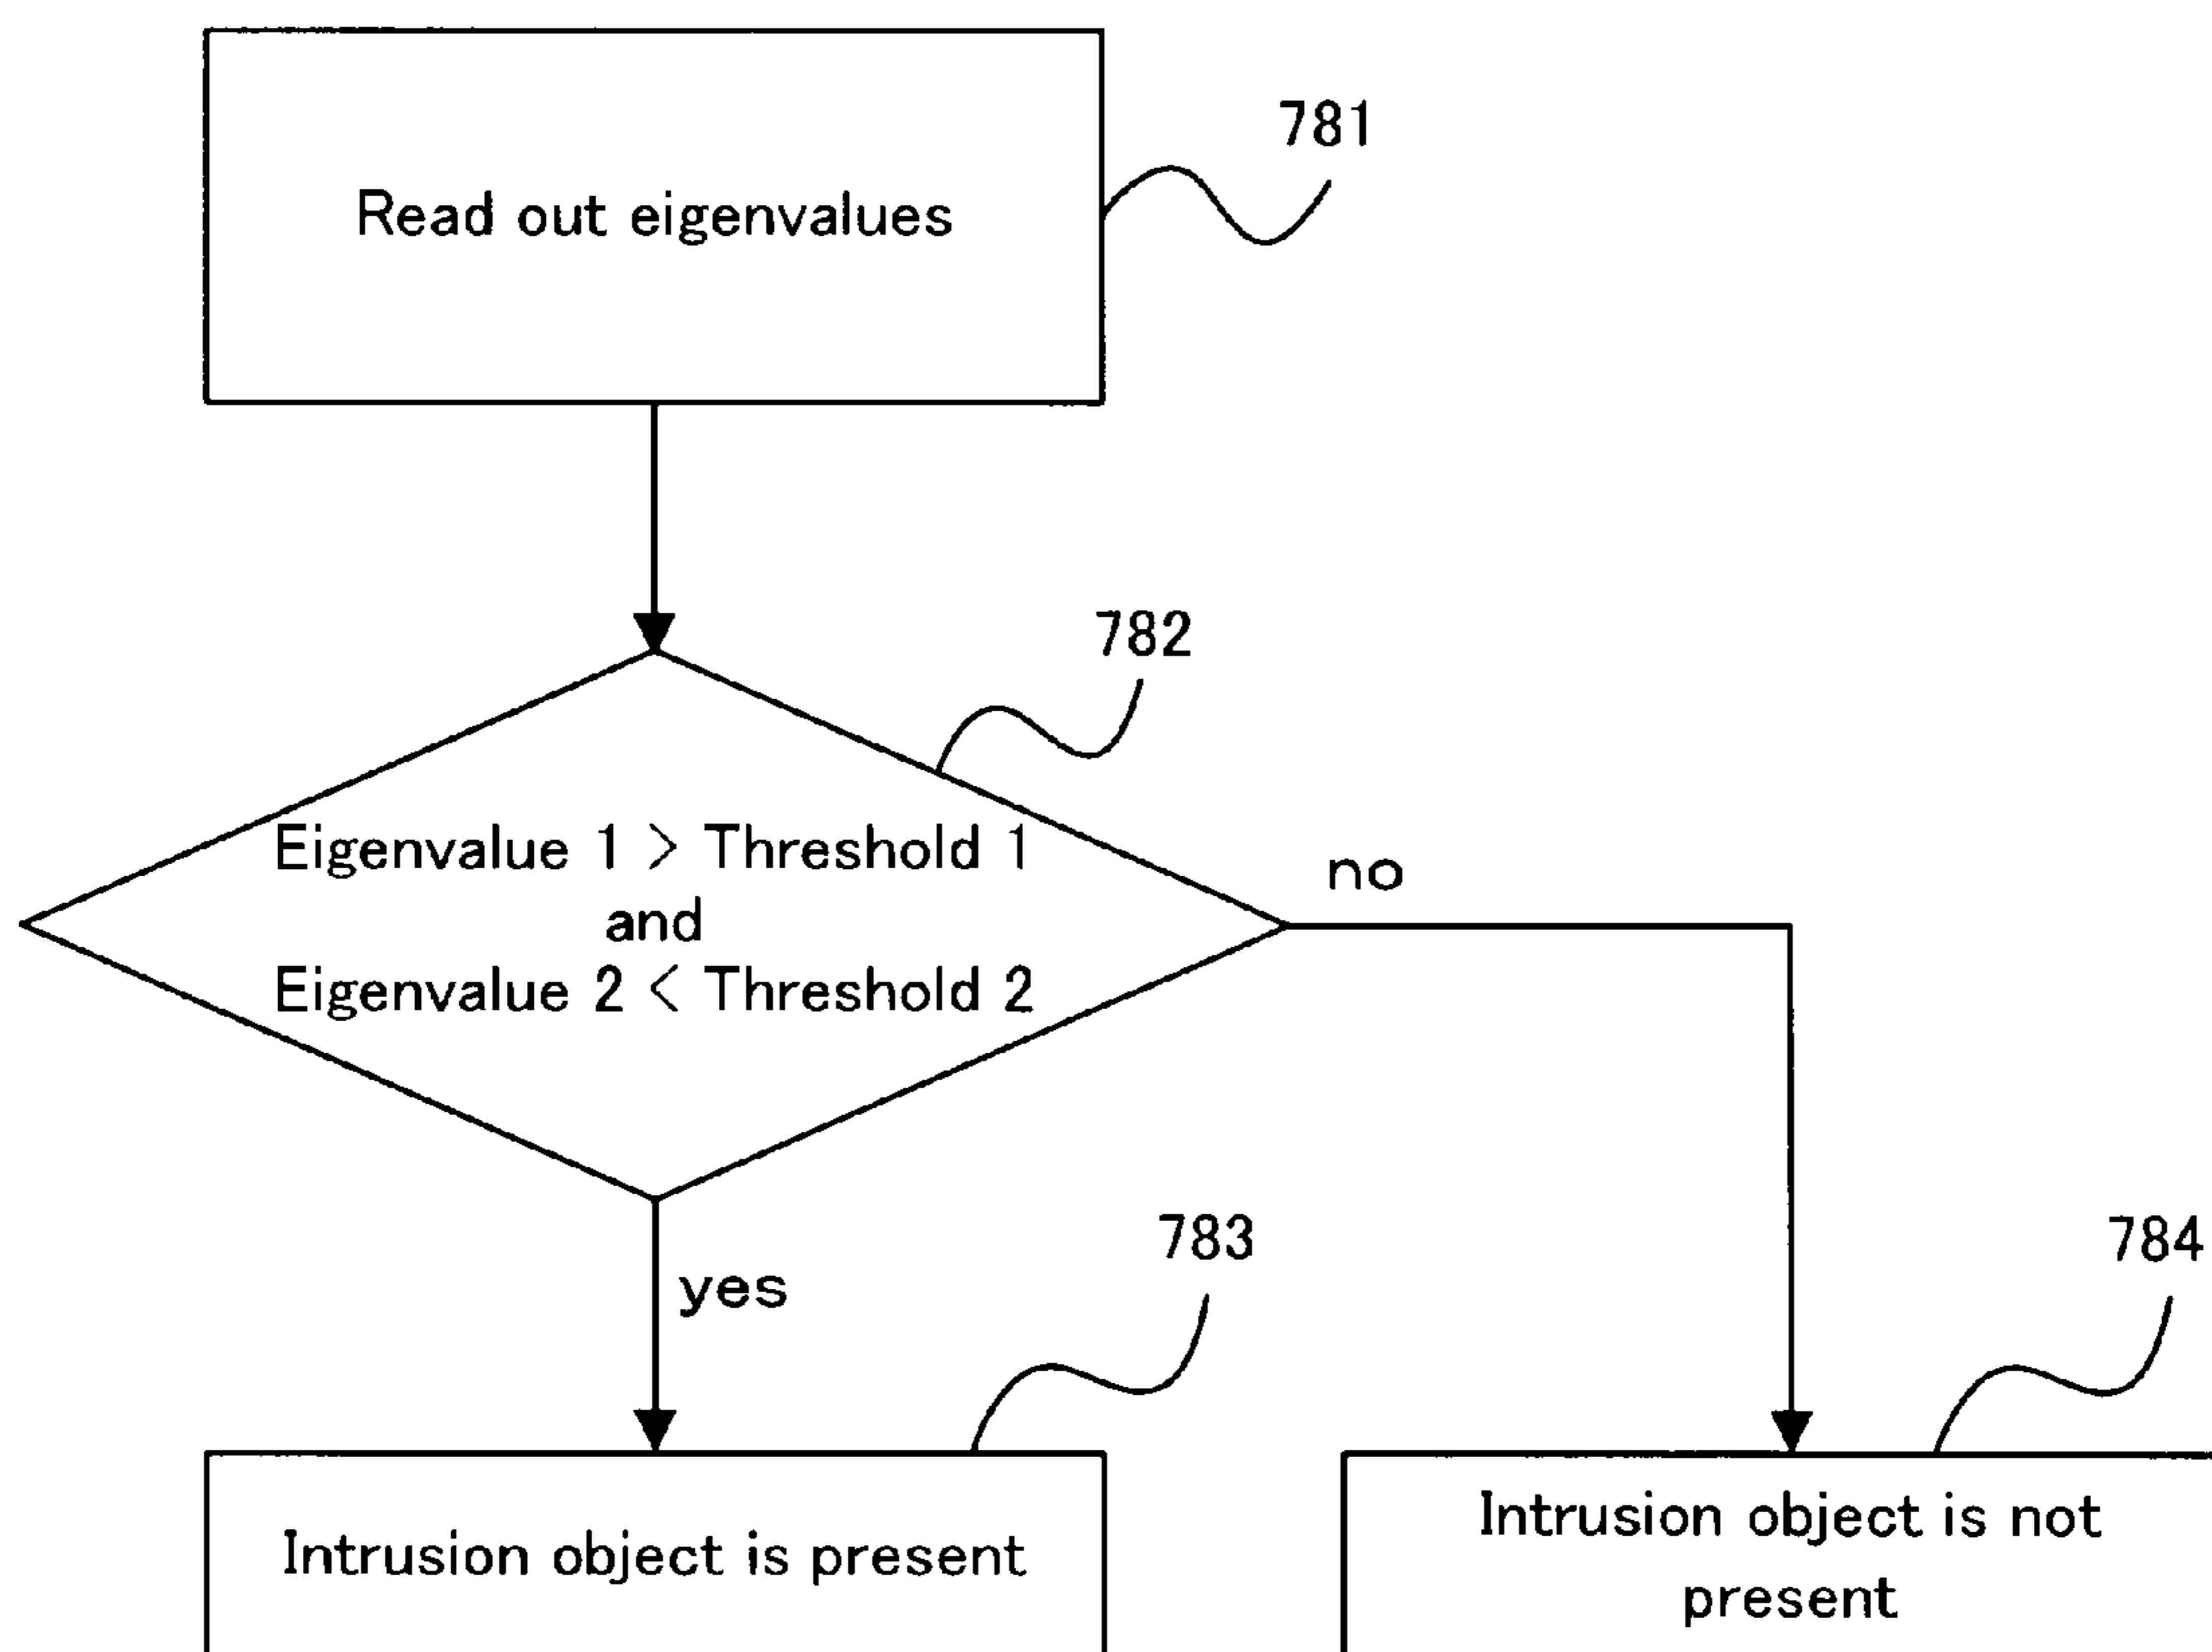 781
Read out eigenvalues
782
Eigenvalue 1 > Threshold 1
and
Eigenvalue 2 < Threshold 2
no
yes
783
784
Intrusion object is present
Intrusion object is not
present